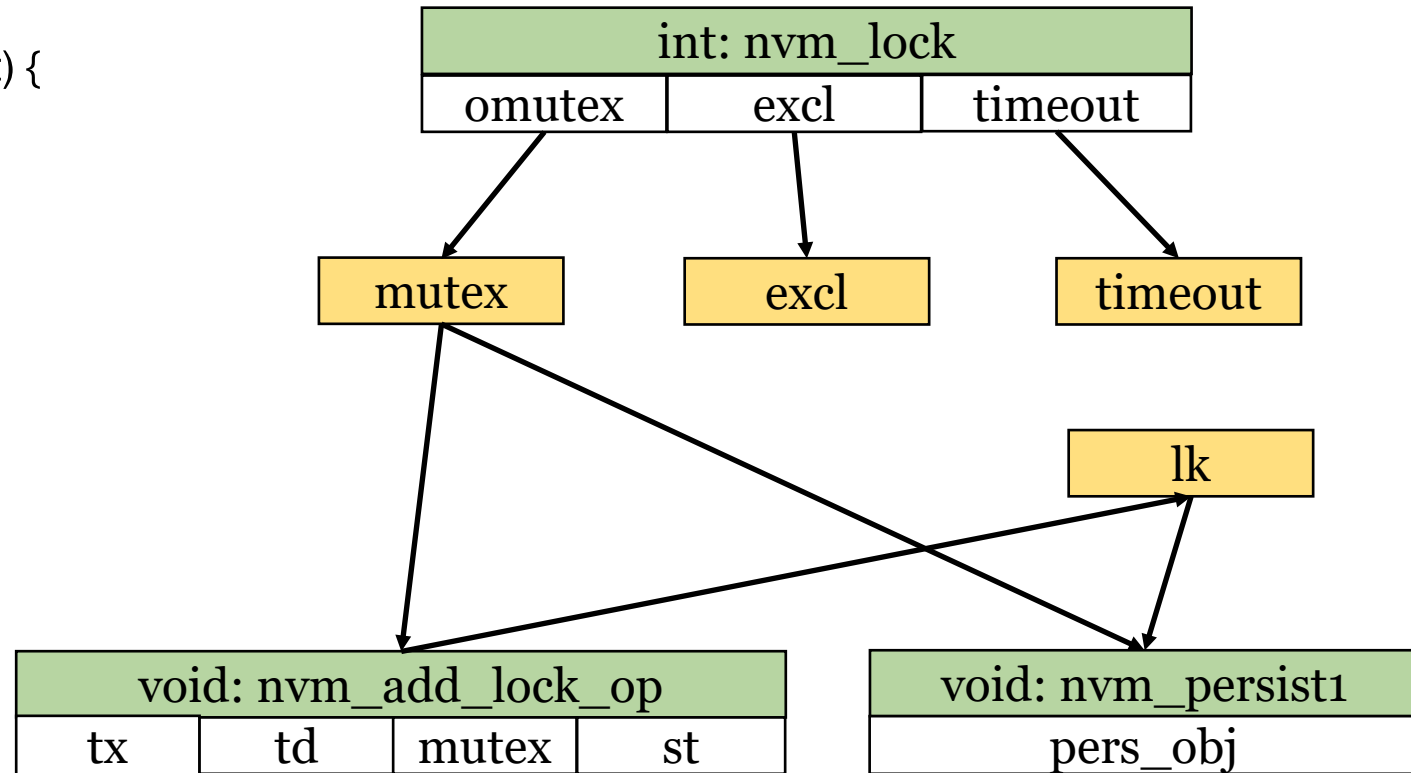 ) {
int: nvm_lock
omutex excl timeout
mutex excl timeout
lk
void: nvm_add_lock_op void: nvm_persist1
tx td mutex st pers_obj